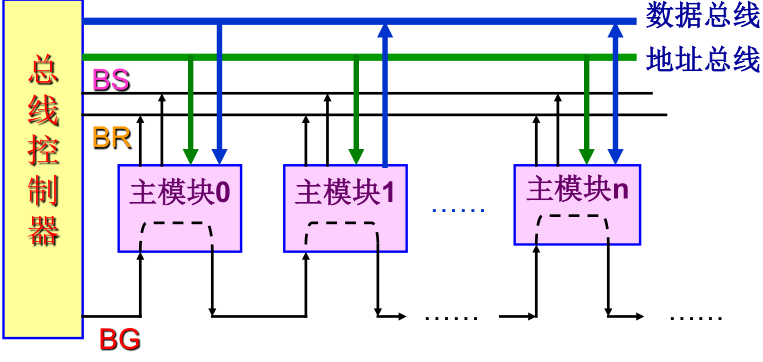 数据总线
地址总线
总线控制器
BS
BR
主模块0
主模块1
......
主模块n
BG
......
......